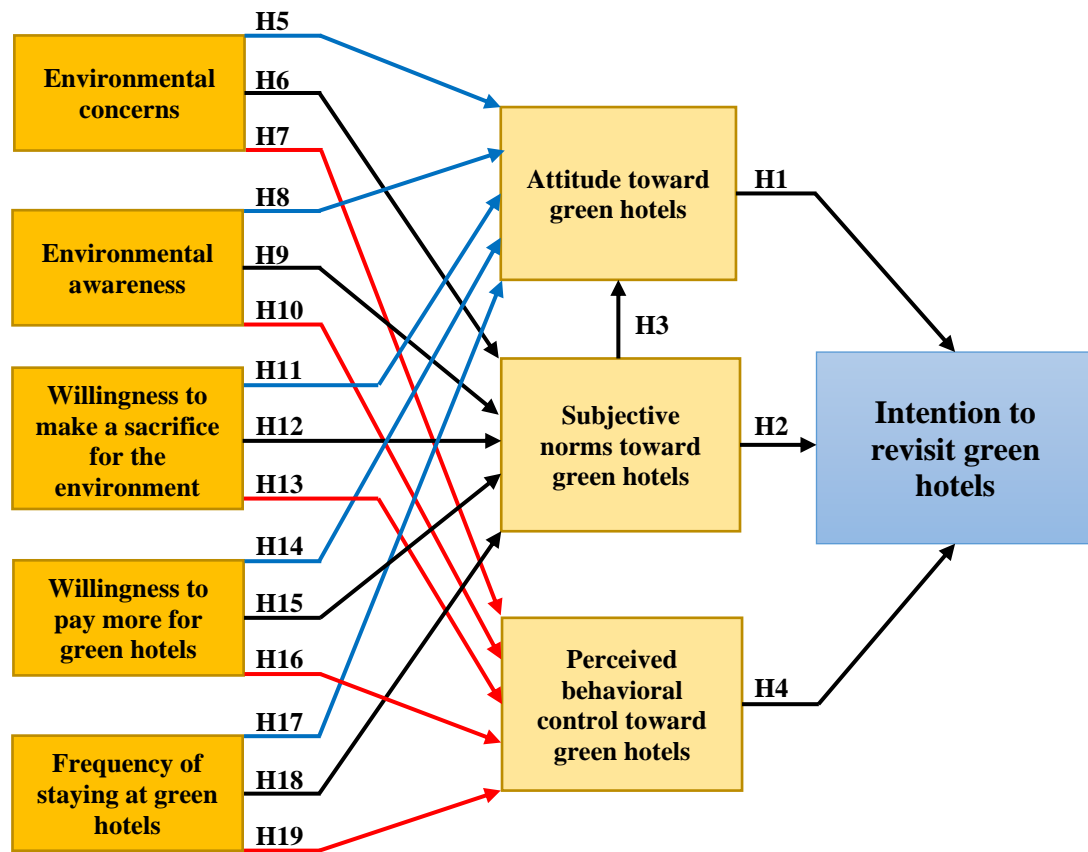 H5
Environmental
concerns
H6
H7
H8
Environmental
awareness
H9
H10
H11
Willingness to
make a sacrifice
for the
environment
H12
H13
H14
Willingness to
pay more for
green hotels
H15
H16
H17
Frequency of
staying at green
hotels
H18
H19
Attitude toward
green hotels
H1
H3
Subjective
norms toward
green hotels
H2
Perceived
behavioral
control toward
green hotels
H4
Intention to
revisit green
hotels